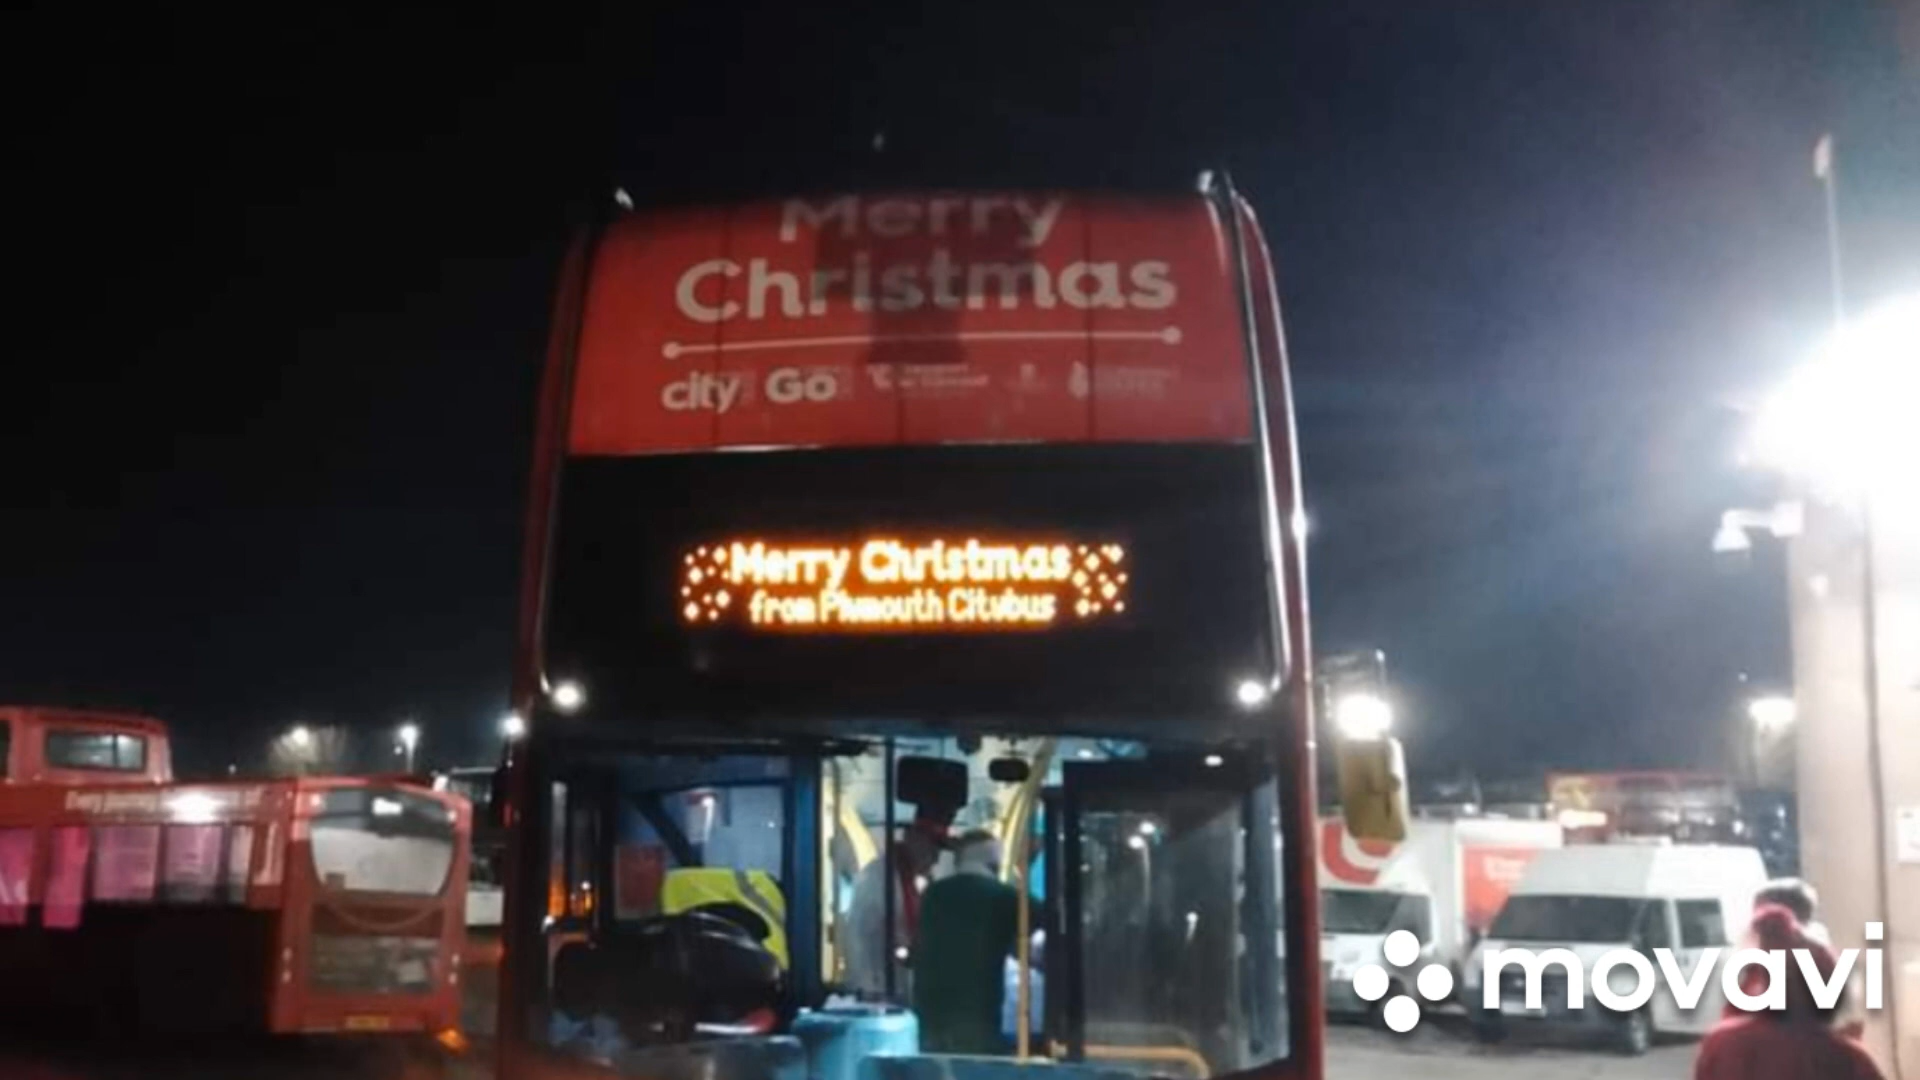 Merry
Christmas
city Go
Merry Christmas
from Plymouth Citybus
movavi